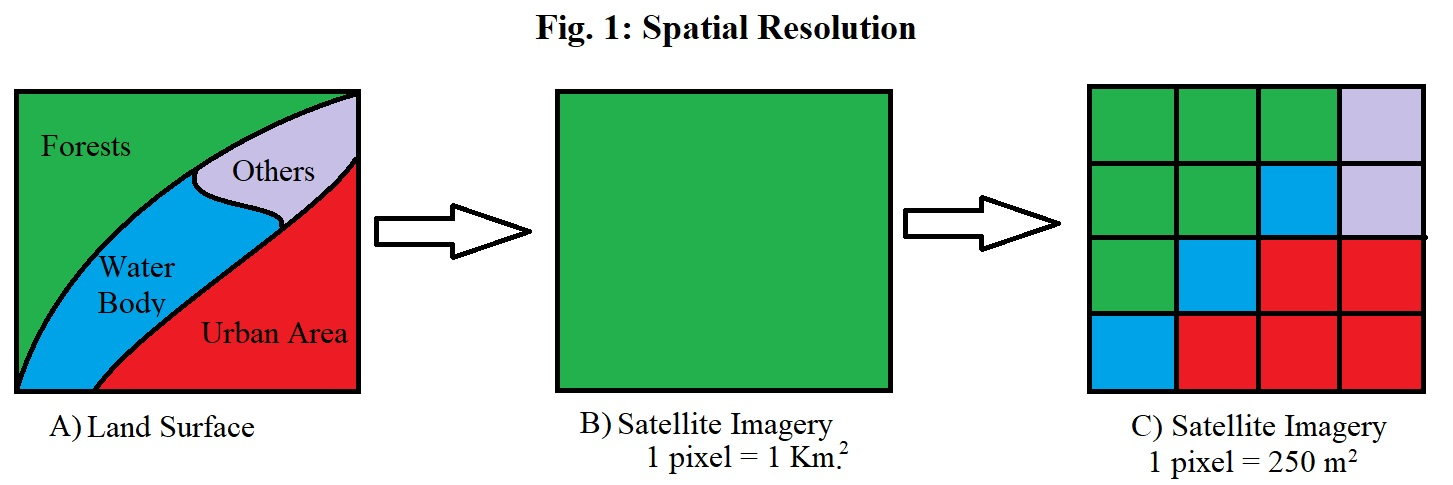 Fig. 1: Spatial Resolution
Forests
Others
Water
Body
Urban Area
A) Land Surface
B) Satellite Imagery
1 pixel = 1 Km.²
C) Satellite Imagery
1 pixel = 250 m²